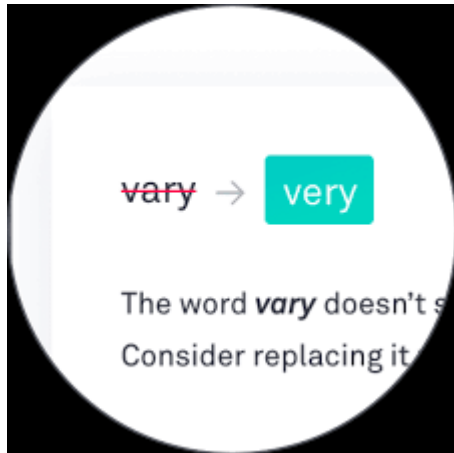 vary → very
The word vary doesn't
Consider replacing it